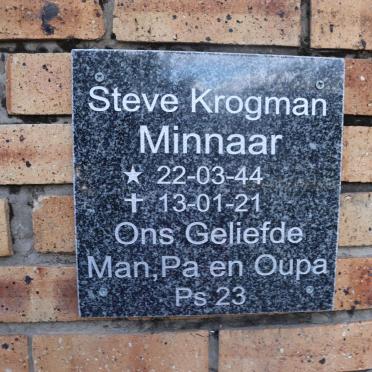 Steve Krogman
Minnaar
★ 22-03-44
✝ 13-01-21
Ons Geliefde
Man,Pa en Oupa
Ps 23